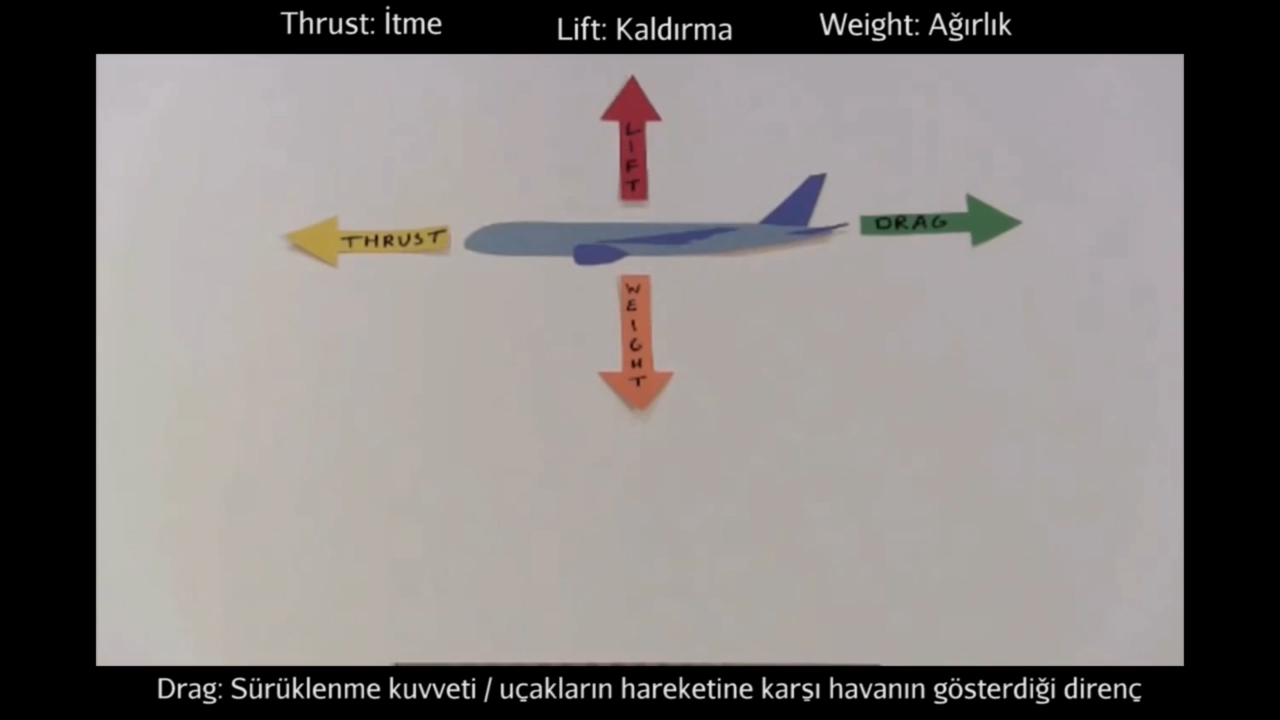 Thrust: İtme
Lift: Kaldırma
Weight: Ağırlık
LIFT
THRUST
DRAG
WEIGHT
Drag: Sürüklenme kuvveti / uçakların hareketine karşı havanın gösterdiği direnç